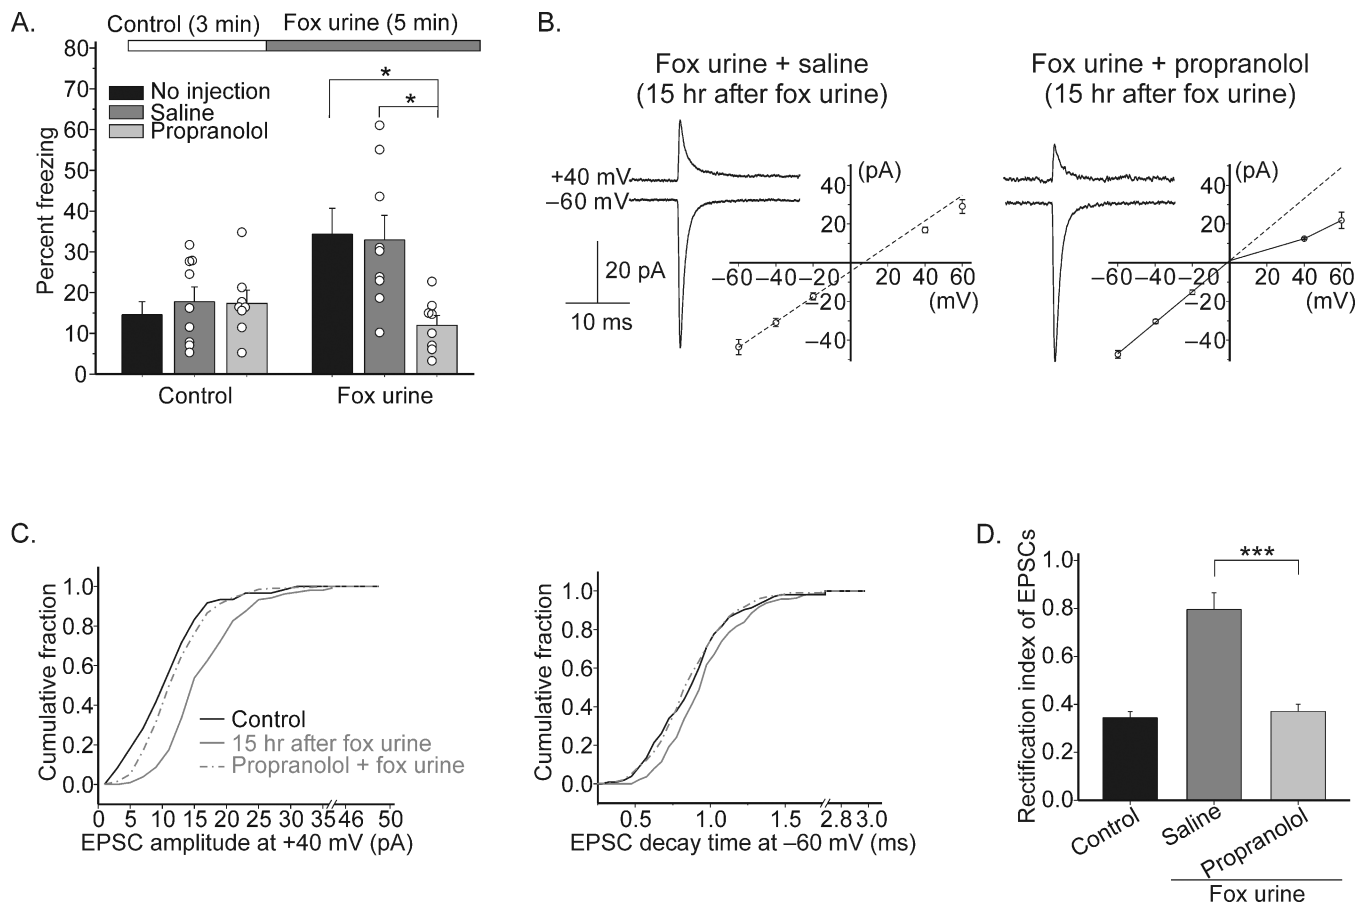 A.
Control (3 min)
Fox urine (5 min)
Percent freezing
80
70
60
50
40
30
20
10
0
No injection
Saline
Propranolol
*
*
Control
Fox urine
B.
Fox urine + saline
(15 hr after fox urine)
+40 mV
–60 mV
20 pA
10 ms
(pA)
40
20
–60 –40 –20
20 40 60
(mV)
–20
–40
Fox urine + propranolol
(15 hr after fox urine)
(pA)
40
20
–60 –40 –20
20 40 60
(mV)
–20
–40
C.
Cumulative fraction
1.0
0.8
0.6
0.4
0.2
0.0
Control
15 hr after fox urine
Propranolol + fox urine
0 5 10 15 20 25 30 35 46 50
EPSC amplitude at +40 mV (pA)
Cumulative fraction
1.0
0.8
0.6
0.4
0.2
0.0
0.5 1.0 1.5 2.8 3.0
EPSC decay time at –60 mV (ms)
D.
Rectification index of EPSCs
1.0
0.8
0.6
0.4
0.2
0.0
***
Control
Saline
Propranolol
Fox urine